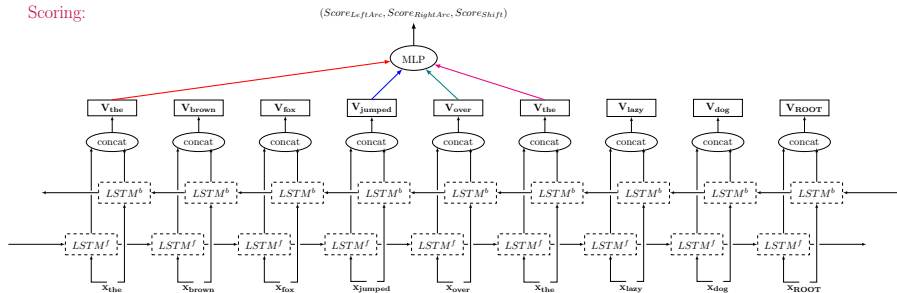 Scoring:
(Score_LeftArc, Score_RightArc, Score_Shift)
MLP
V_the V_brown V_fox V_jumped V_over V_the V_lazy V_dog V_ROOT
concat concat concat concat concat concat concat concat concat
LSTM^b LSTM^b LSTM^b LSTM^b LSTM^b LSTM^b LSTM^b LSTM^b LSTM^b
LSTM^f LSTM^f LSTM^f LSTM^f LSTM^f LSTM^f LSTM^f LSTM^f LSTM^f
x_the x_brown x_fox x_jumped x_over x_the x_lazy x_dog x_ROOT